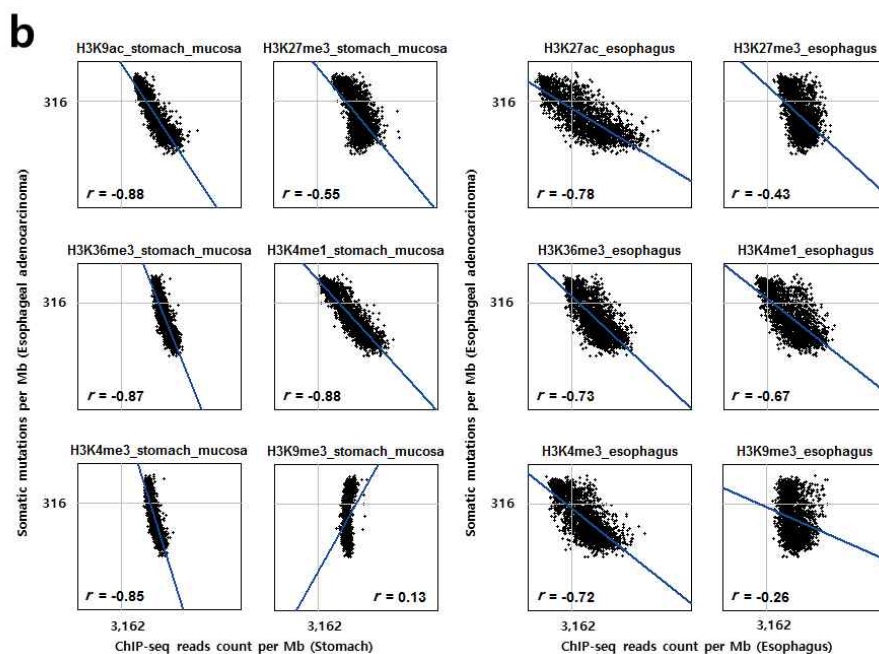 b
H3K9ac_stomach_mucosa
H3K27me3_stomach_mucosa
H3K27ac_esophagus
H3K27me3_esophagus
316
316
r = -0.88
r = -0.55
r = -0.78
r = -0.43
H3K36me3_stomach_mucosa
H3K4me1_stomach_mucosa
H3K36me3_esophagus
H3K4me1_esophagus
316
316
r = -0.87
r = -0.88
r = -0.73
r = -0.67
H3K4me3_stomach_mucosa
H3K9me3_stomach_mucosa
H3K4me3_esophagus
H3K9me3_esophagus
316
316
r = -0.85
r = 0.13
r = -0.72
r = -0.26
3,162
3,162
3,162
3,162
Somatic mutations per Mb (Esophageal adenocarcinoma)
Somatic mutations per Mb (Esophageal adenocarcinoma)
ChIP-seq reads count per Mb (Stomach)
ChIP-seq reads count per Mb (Esophagus)